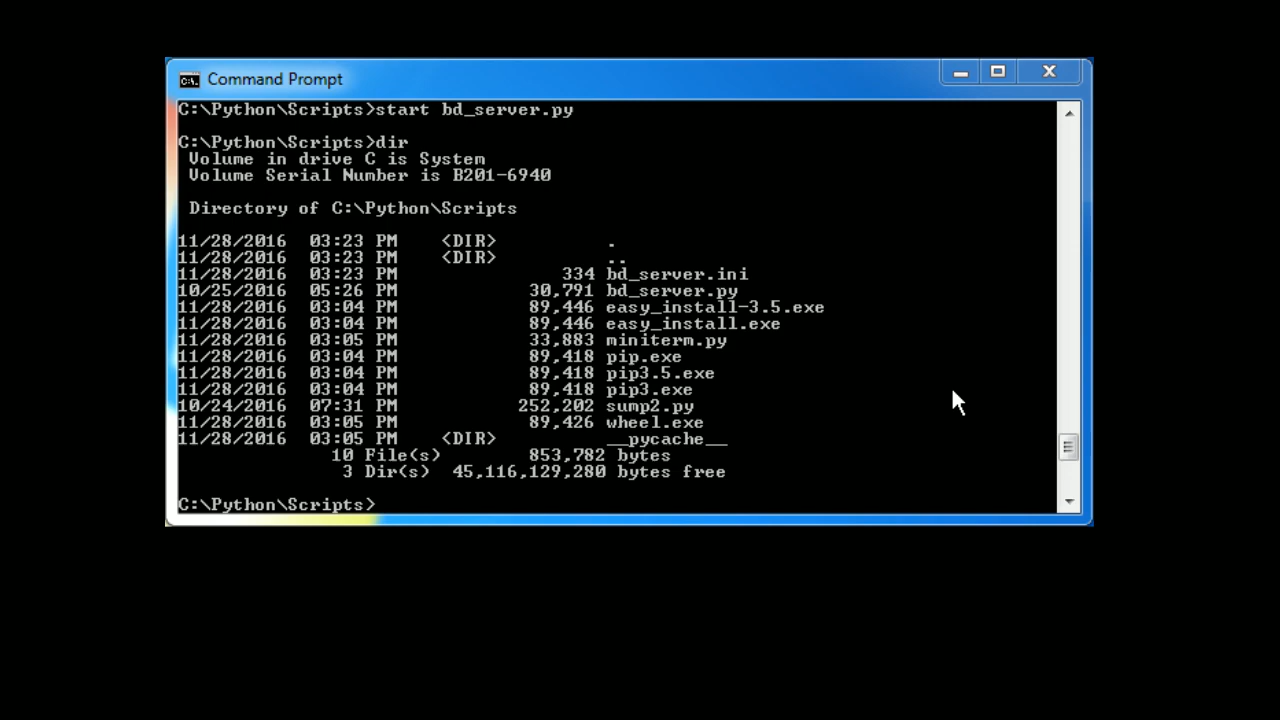 Command Prompt
C:\Python\Scripts>start bd_server.py
C:\Python\Scripts>dir
Volume in drive C is System
Volume Serial Number is B201-6940
Directory of C:\Python\Scripts
11/28/2016 03:23 PM <DIR> .
11/28/2016 03:23 PM <DIR> ..
11/28/2016 03:23 PM 334 bd_server.ini
10/25/2016 05:26 PM 30,791 bd_server.py
11/28/2016 03:04 PM 89,446 easy_install-3.5.exe
11/28/2016 03:04 PM 89,446 easy_install.exe
11/28/2016 03:05 PM 33,883 miniterm.py
11/28/2016 03:04 PM 89,418 pip.exe
11/28/2016 03:04 PM 89,418 pip3.5.exe
11/28/2016 03:04 PM 89,418 pip3.exe
10/24/2016 07:31 PM 252,202 sump2.py
11/28/2016 03:05 PM 89,426 wheel.exe
11/28/2016 03:05 PM <DIR> __pycache__
10 File(s) 853,782 bytes
3 Dir(s) 45,116,129,280 bytes free
C:\Python\Scripts>